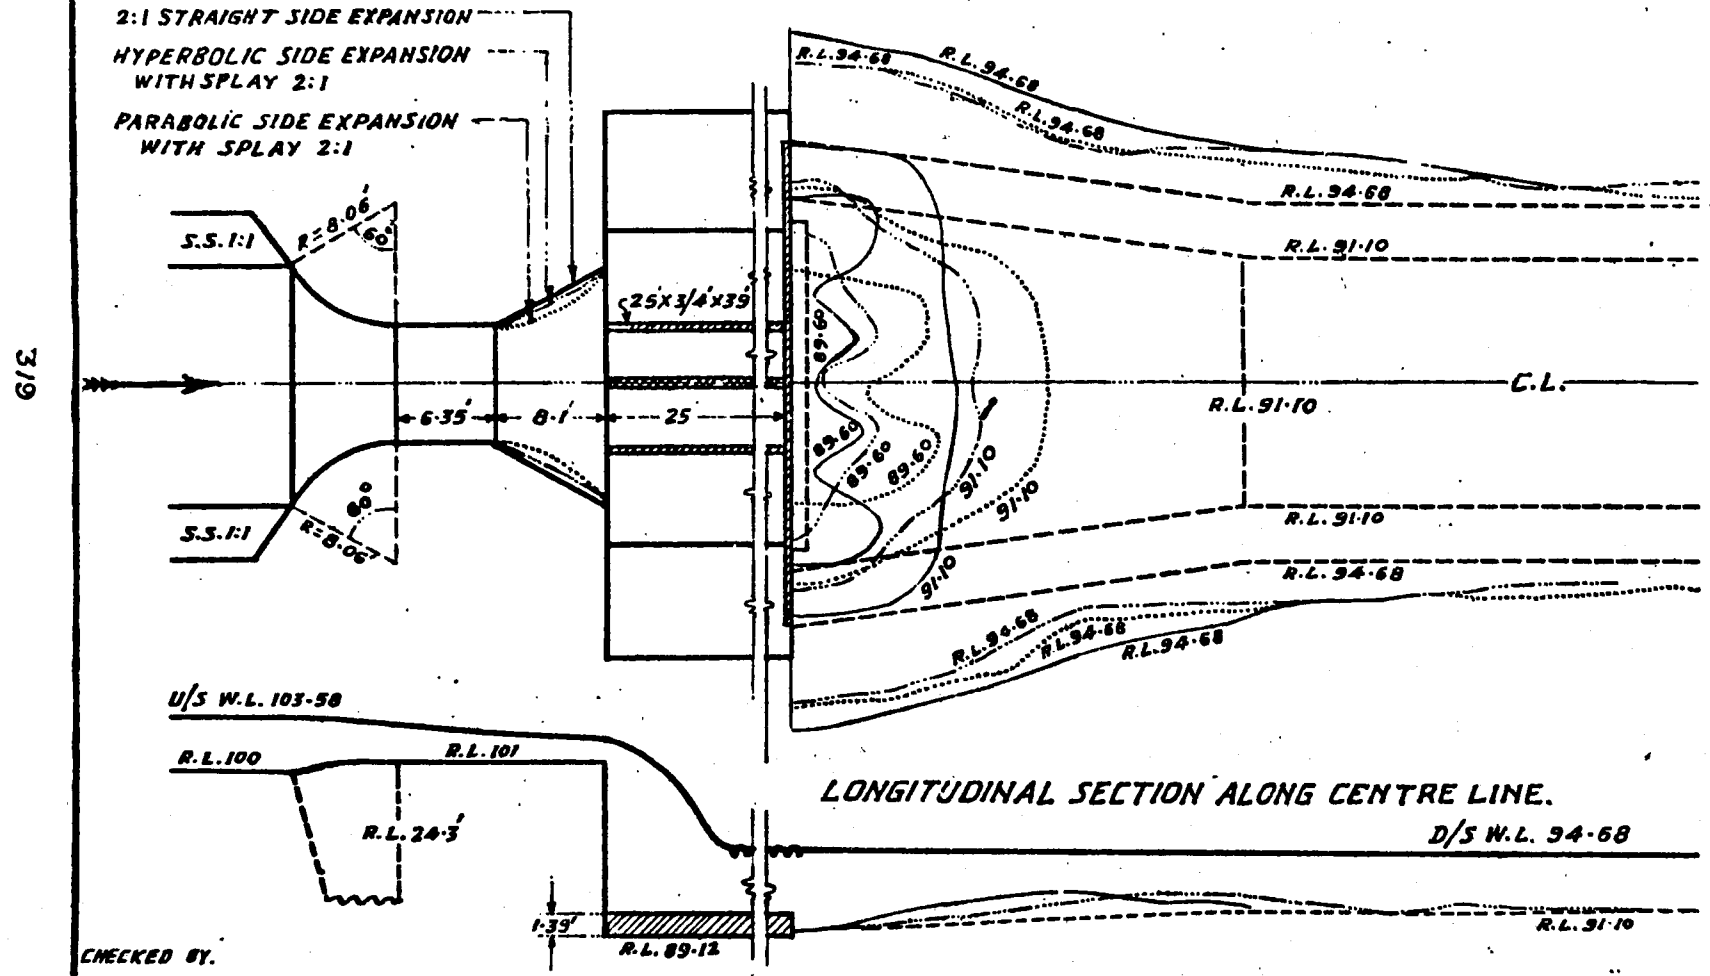 2:1 STRAIGHT SIDE EXPANSION
HYPERBOLIC SIDE EXPANSION
WITH SPLAY 2:1
PARABOLIC SIDE EXPANSION
WITH SPLAY 2:1
R.L.94.68
R.L.94.68
R.L.94.68
R.L.94.68
R.L.91.10
S.S.1:1
R=8.06'
60°
25'X3/4'X39'
89.60
319
C.L.
R.L.91.10
6.35'
8.1'
25
89.60
89.60
89.60
91.10
91.10
91.10
60°
S.S.1:1
R=8.06'
R.L.91.10
R.L.94.68
R.L.94.68
R.L.94.68
R.L.94.68
U/S W.L.103.58
R.L.100
R.L.101
R.L.24.3'
LONGITUDINAL SECTION ALONG CENTRE LINE.
D/S W.L. 94.68
1.39'
R.L.89.12
R.L.91.10
CHECKED BY.